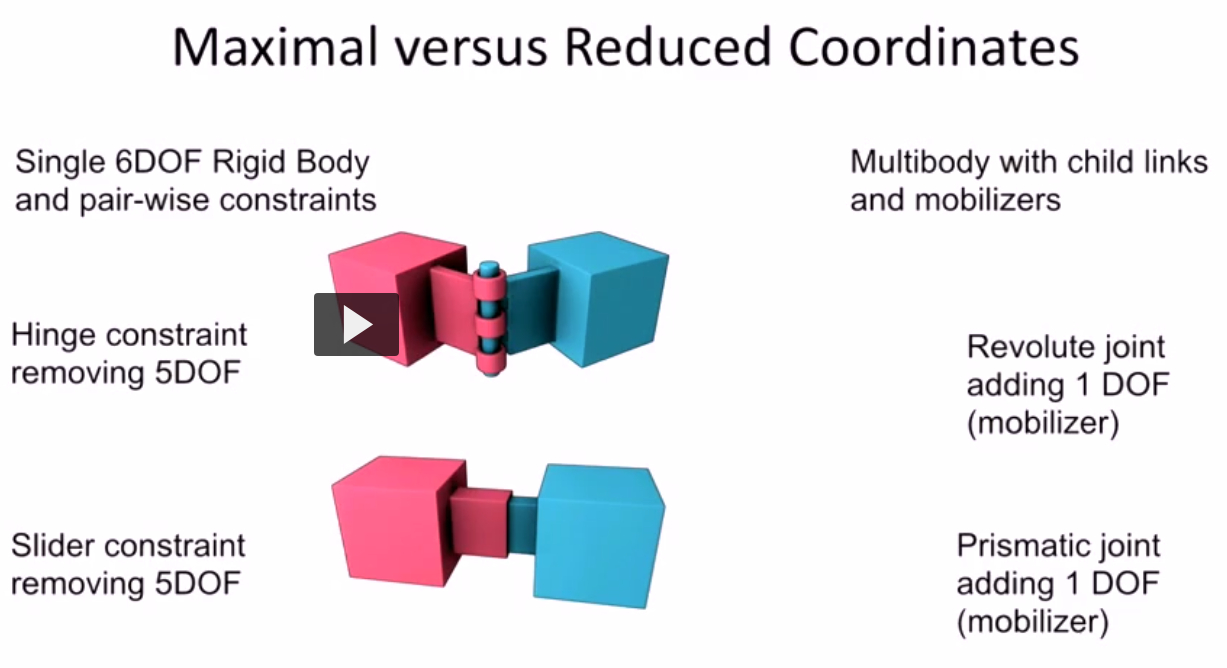 Maximal versus Reduced Coordinates
Single 6DOF Rigid Body
and pair-wise constraints
Multibody with child links
and mobilizers
Hinge constraint
removing 5DOF
Revolute joint
adding 1 DOF
(mobilizer)
Slider constraint
removing 5DOF
Prismatic joint
adding 1 DOF
(mobilizer)